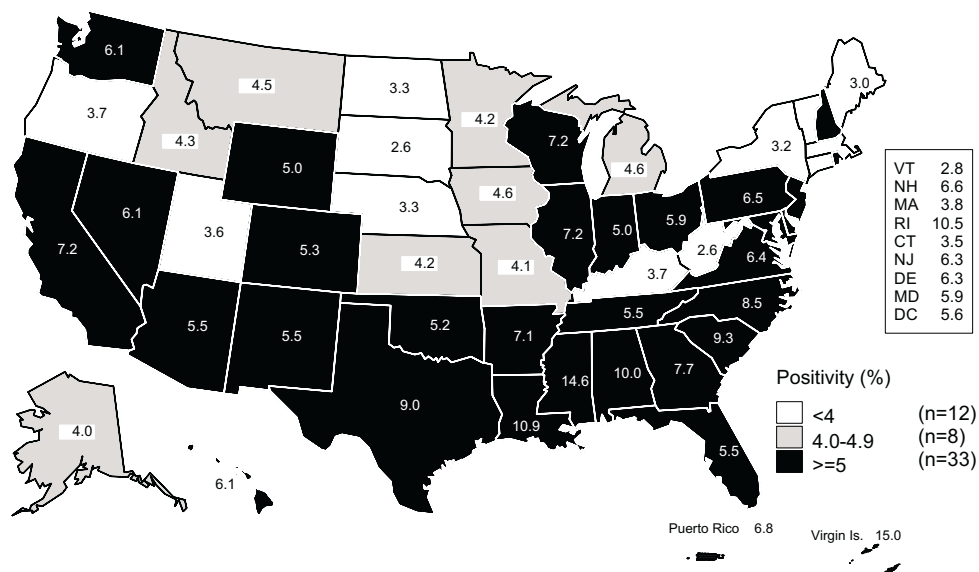 6.1
4.5
3.3
3.0
3.7
4.3
4.2
7.2
4.6
3.2
5.0
2.6
VT 2.8
NH 6.6
MA 3.8
RI 10.5
CT 3.5
NJ 6.3
DE 6.3
MD 5.9
DC 5.6
6.1
3.6
3.3
4.6
6.5
7.2
5.3
4.2
4.1
7.2
5.0
5.9
2.6
6.4
3.7
5.5
5.5
5.2
7.1
5.5
8.5
9.3
9.0
10.9
14.6
10.0
7.7
5.5
Positivity (%)
<4 (n=12)
4.0-4.9 (n=8)
>=5 (n=33)
4.0
6.1
Puerto Rico 6.8
Virgin Is. 15.0